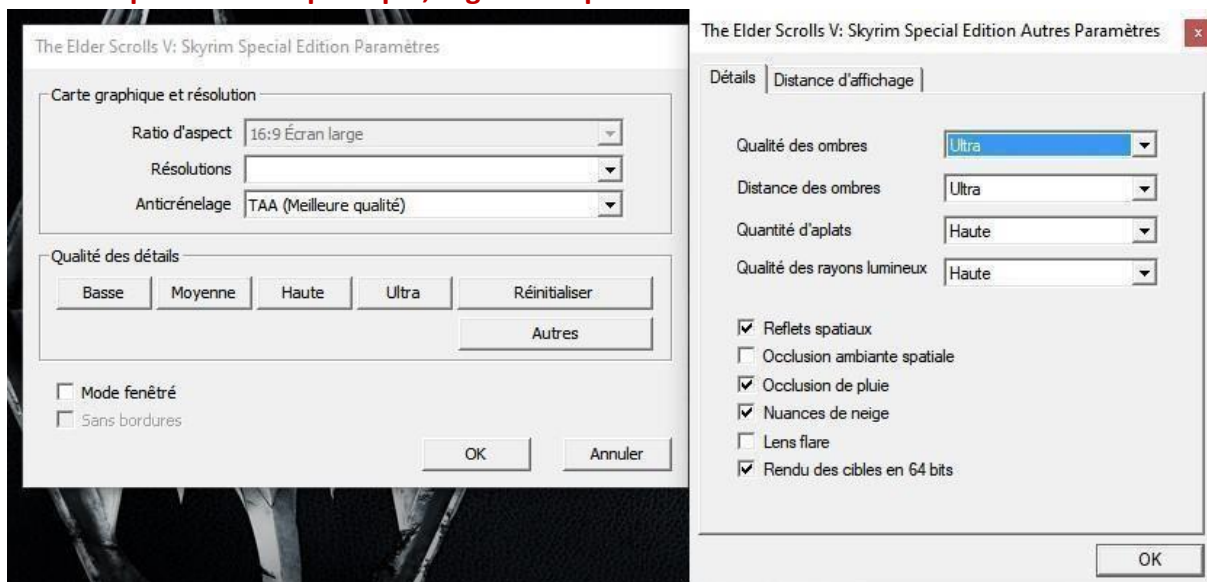 The Elder Scrolls V: Skyrim Special Edition Paramètres
Carte graphique et résolution
Ratio d'aspect 16:9 Écran large
Résolutions
Anticrénelage TAA (Meilleure qualité)
Qualité des détails
Basse Moyenne Haute Ultra Réinitialiser
Autres
Mode fenêtré
Sans bordures
OK Annuler
The Elder Scrolls V: Skyrim Special Edition Autres Paramètres x
Détails Distance d'affichage
Qualité des ombres Ultra
Distance des ombres Ultra
Quantité d'aplats Haute
Qualité des rayons lumineux Haute
Reflets spatiaux
Occlusion ambiante spatiale
Occlusion de pluie
Nuances de neige
Lens flare
Rendu des cibles en 64 bits
OK